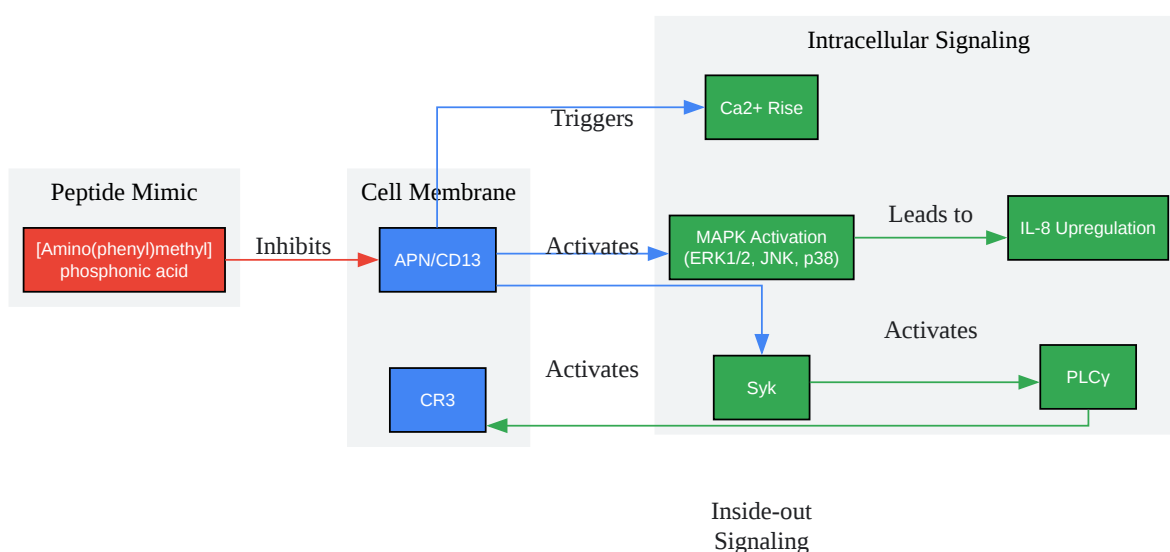 Intracellular Signaling
Ca2+ Rise
Triggers
Peptide Mimic
Cell Membrane
[Amino(phenyl)methyl]
phosphonic acid
Inhibits
APN/CD13
Activates
MAPK Activation
(ERK1/2, JNK, p38)
Leads to
IL-8 Upregulation
Activates
Activates
CR3
Syk
PLCγ
Inside-out
Signaling